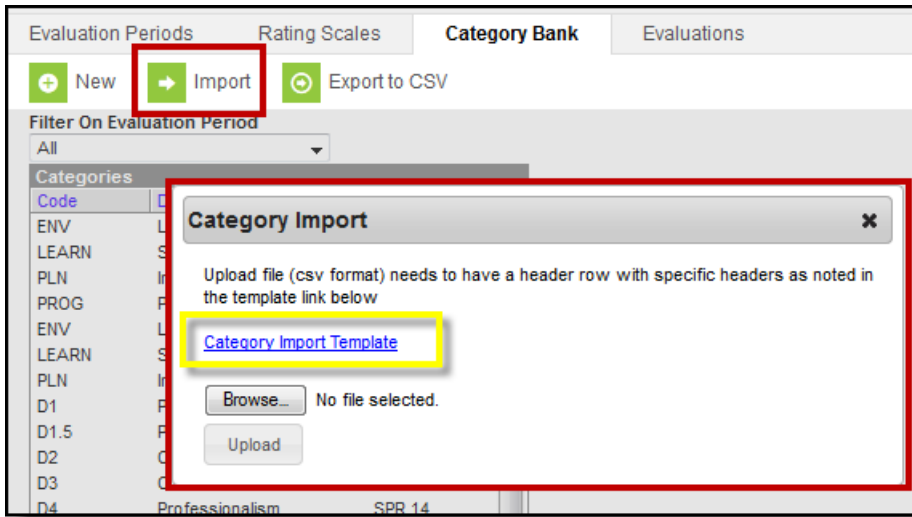 Evaluation Periods Rating Scales Category Bank Evaluations
New Import Export to CSV
Filter On Evaluation Period
All
Categories
Code
ENV
LEARN
PLN
PROG
ENV
LEARN
PLN
D1
D1.5
D2
D3
D4 Professionalism SPR 14
Category Import
Upload file (csv format) needs to have a header row with specific headers as noted in
the template link below
Category Import Template
Browse... No file selected.
Upload